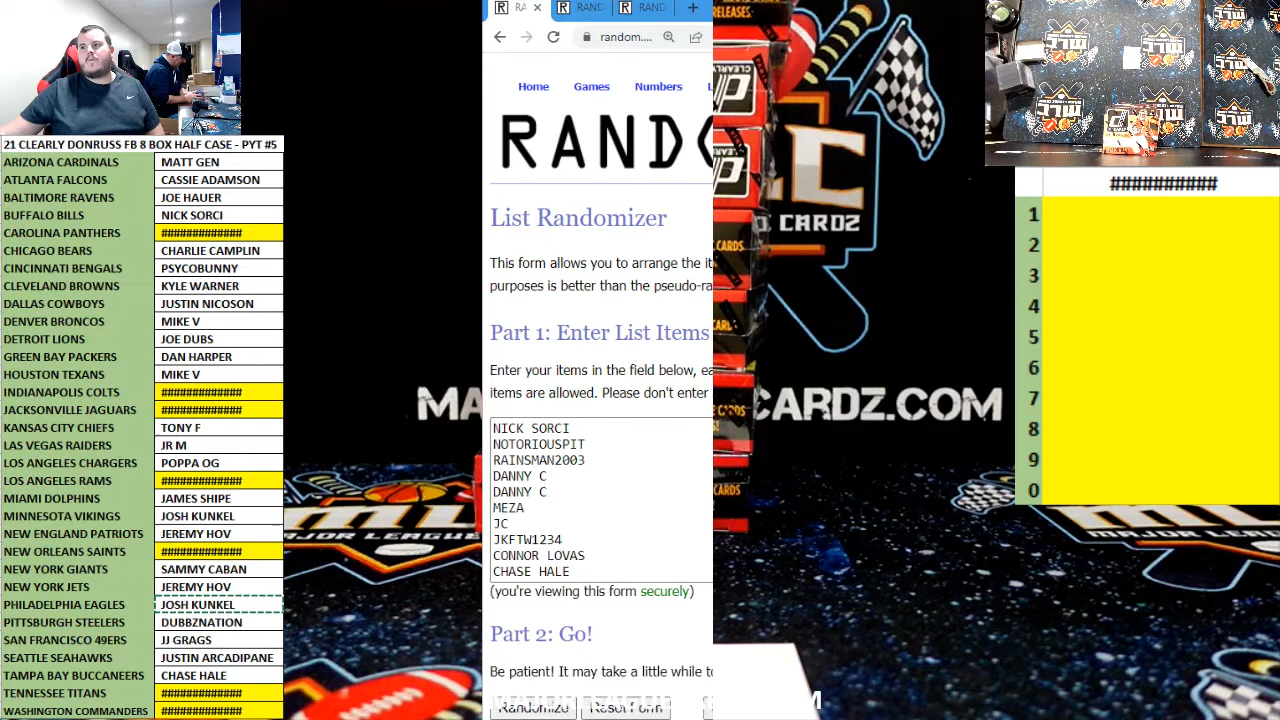 21 CLEARLY DONRUSS FB 8 BOX HALF CASE - PYT #5
ARIZONA CARDINALS MATT GEN
ATLANTA FALCONS CASSIE ADAMSON
BALTIMORE RAVENS JOE HAUER
BUFFALO BILLS NICK SORCI
CAROLINA PANTHERS #############
CHICAGO BEARS CHARLIE CAMPLIN
CINCINNATI BENGALS PSYCOBUNNY
CLEVELAND BROWNS KYLE WARNER
DALLAS COWBOYS JUSTIN NICOSON
DENVER BRONCOS MIKE V
DETROIT LIONS JOE DUBS
GREEN BAY PACKERS DAN HARPER
HOUSTON TEXANS MIKE V
INDIANAPOLIS COLTS #############
JACKSONVILLE JAGUARS #############
KANSAS CITY CHIEFS TONY F
LAS VEGAS RAIDERS JR M
LOS ANGELES CHARGERS POPPA OG
LOS ANGELES RAMS #############
MIAMI DOLPHINS JAMES SHIPE
MINNESOTA VIKINGS JOSH KUNKEL
NEW ENGLAND PATRIOTS JEREMY HOV
NEW ORLEANS SAINTS #############
NEW YORK GIANTS SAMMY CABAN
NEW YORK JETS JEREMY HOV
PHILADELPHIA EAGLES JOSH KUNKEL
PITTSBURGH STEELERS DUBBZNATION
SAN FRANCISCO 49ERS JJ GRAGS
SEATTLE SEAHAWKS JUSTIN ARCADIPANE
TAMPA BAY BUCCANEERS CHASE HALE
TENNESSEE TITANS #############
WASHINGTON COMMANDERS #############
RA RAND RAND
random....
Home Games Numbers L
RANDO
List Randomizer
This form allows you to arrange the it
purposes is better than the pseudo-ra
Part 1: Enter List Items
Enter your items in the field below, ea
items are allowed. Please don't enter
NICK SORCI
NOTORIOUSPIT
RAINSMAN2003
DANNY C
DANNY C
MEZA
JC
JKFTW1234
CONNOR LOVAS
CHASE HALE
(you're viewing this form securely)
Part 2: Go!
Be patient! It may take a little while to
Randomize Reset Form
RELEASES
C CARDZ
MA CARDZ.COM
##########
1
2
3
4
5
6
7
8
9
0